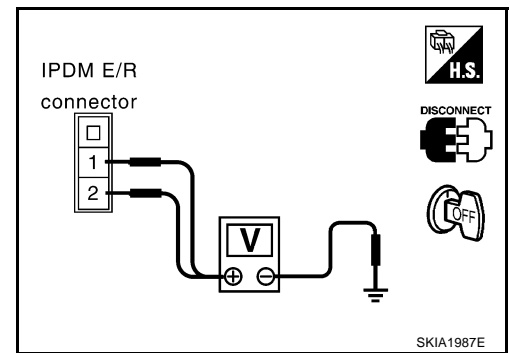 IPDM E/R
connector
H.S.
DISCONNECT
1
2
OFF
V
+ −
SKIA1987E